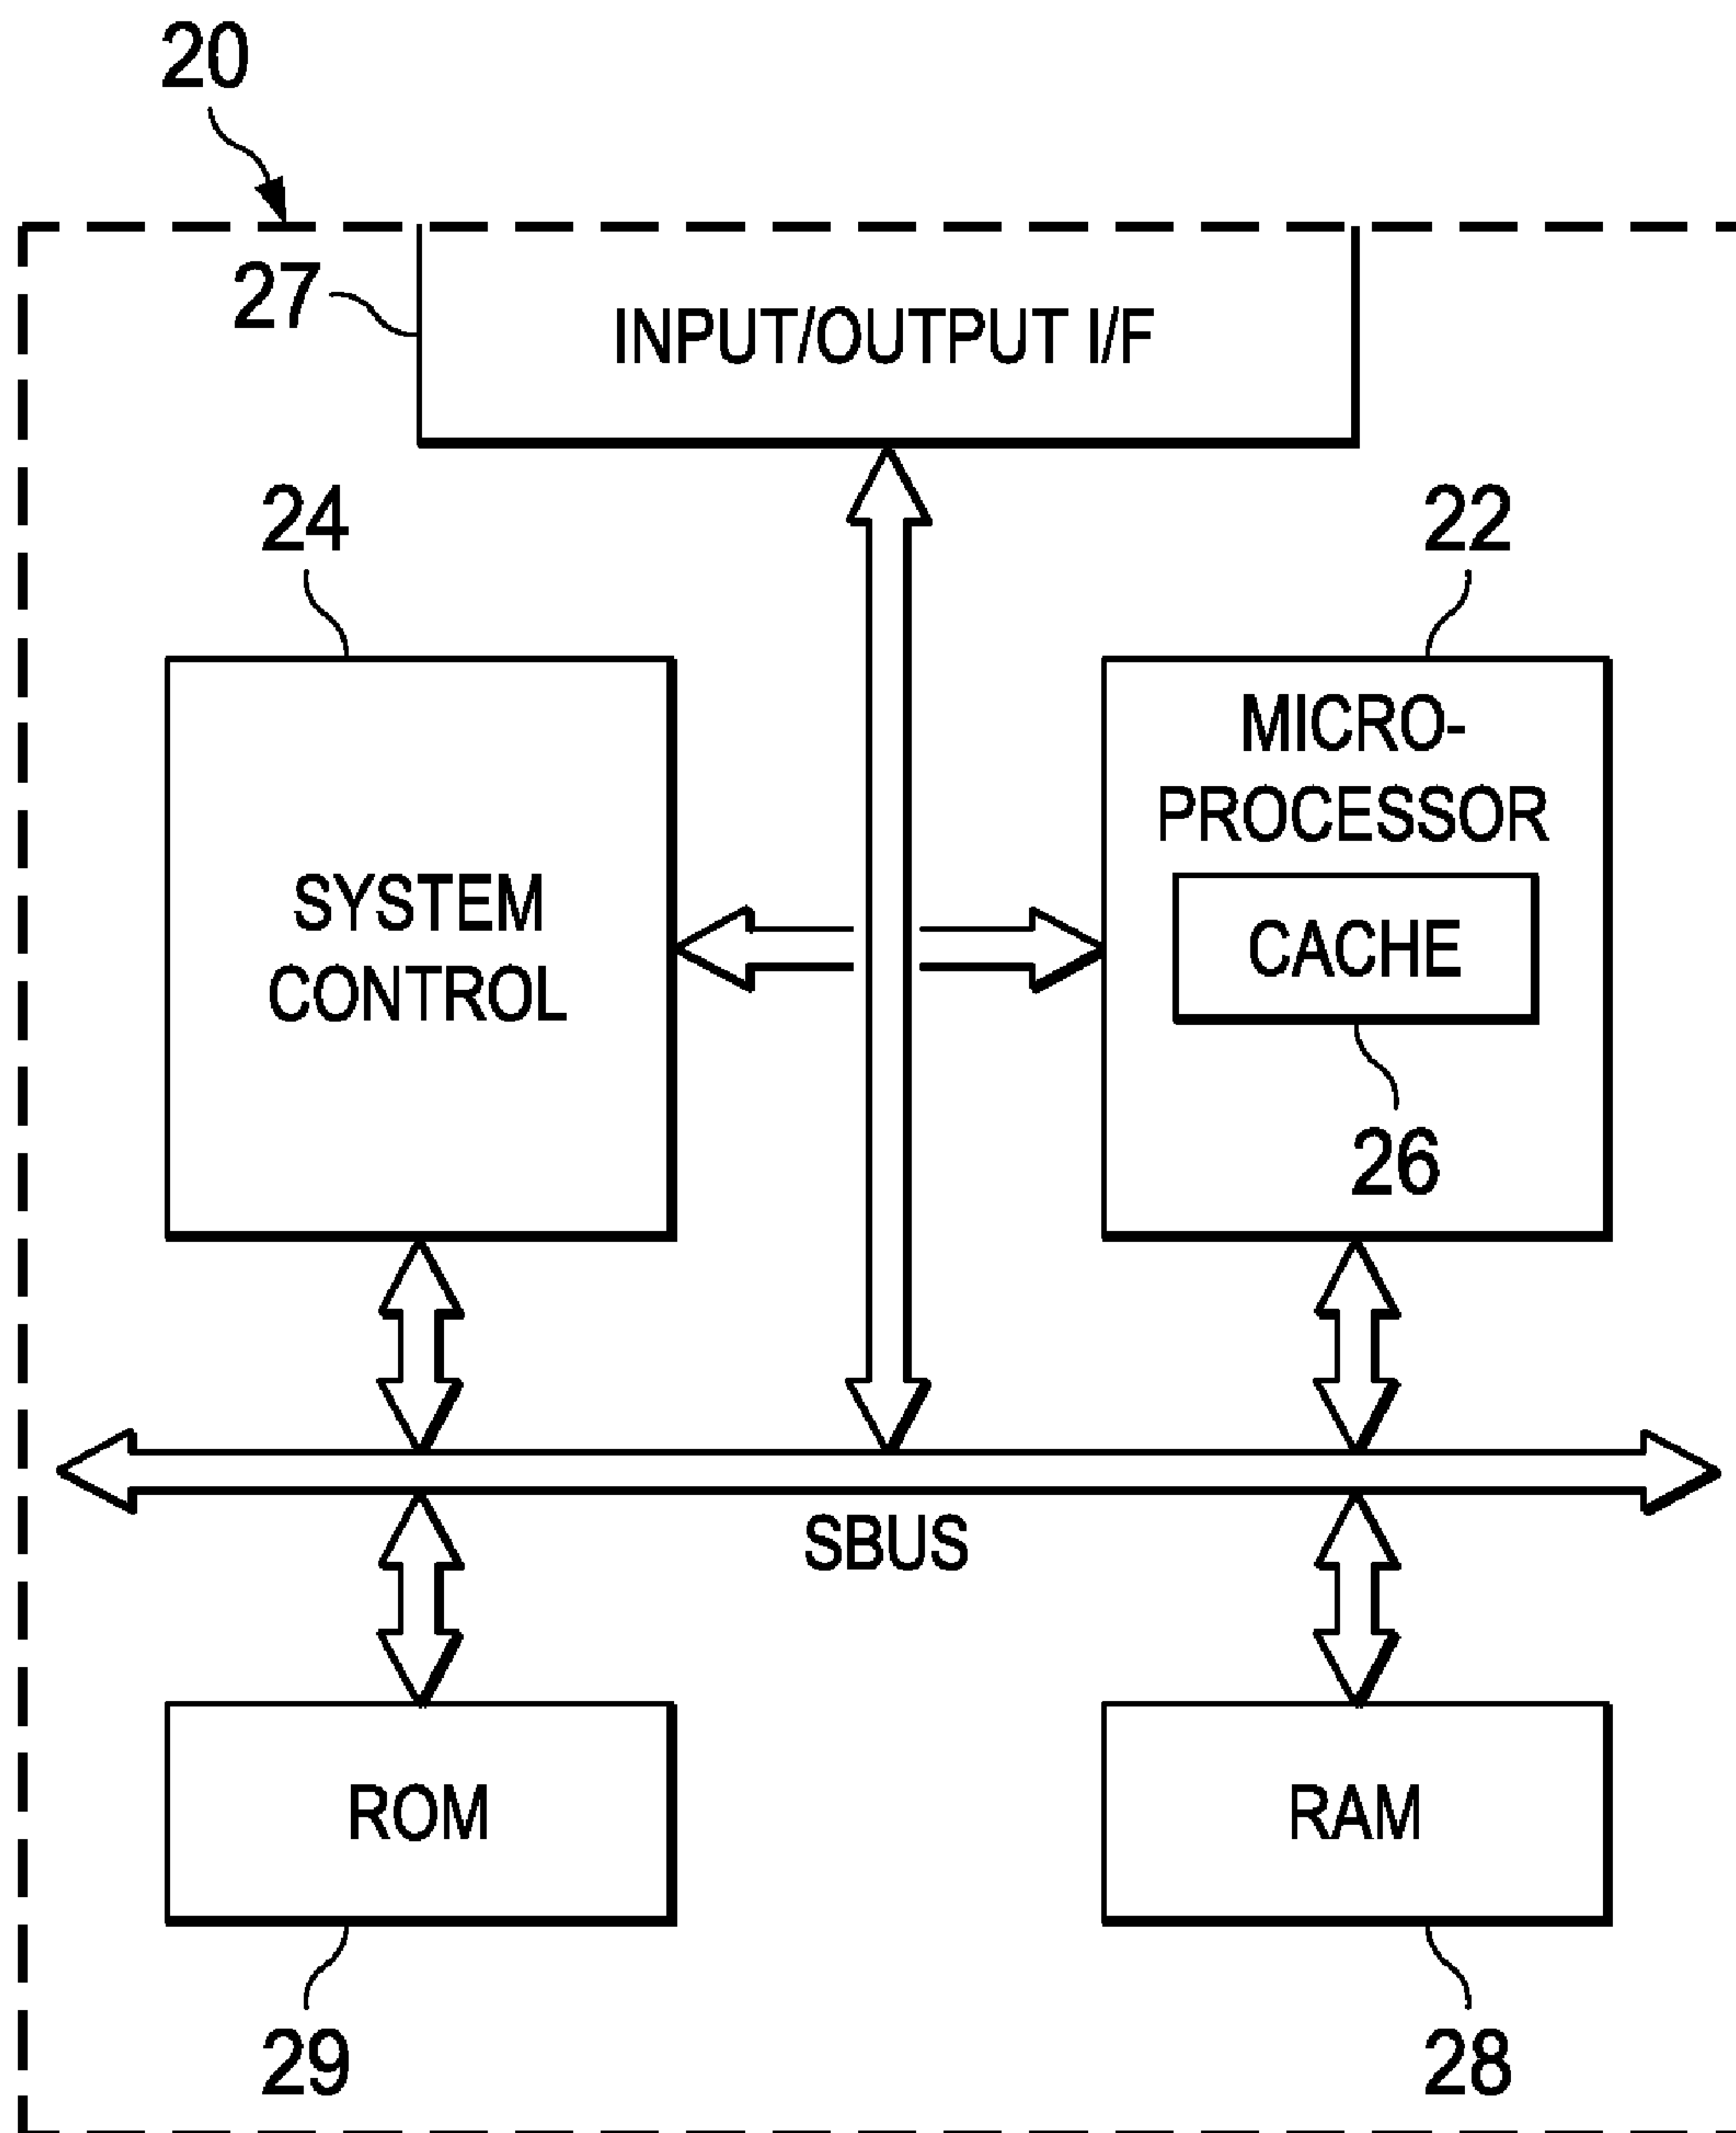 20
27
INPUT/OUTPUT I/F
24
22
SYSTEM
CONTROL
MICRO-
PROCESSOR
CACHE
26
SBUS
ROM
RAM
29
28